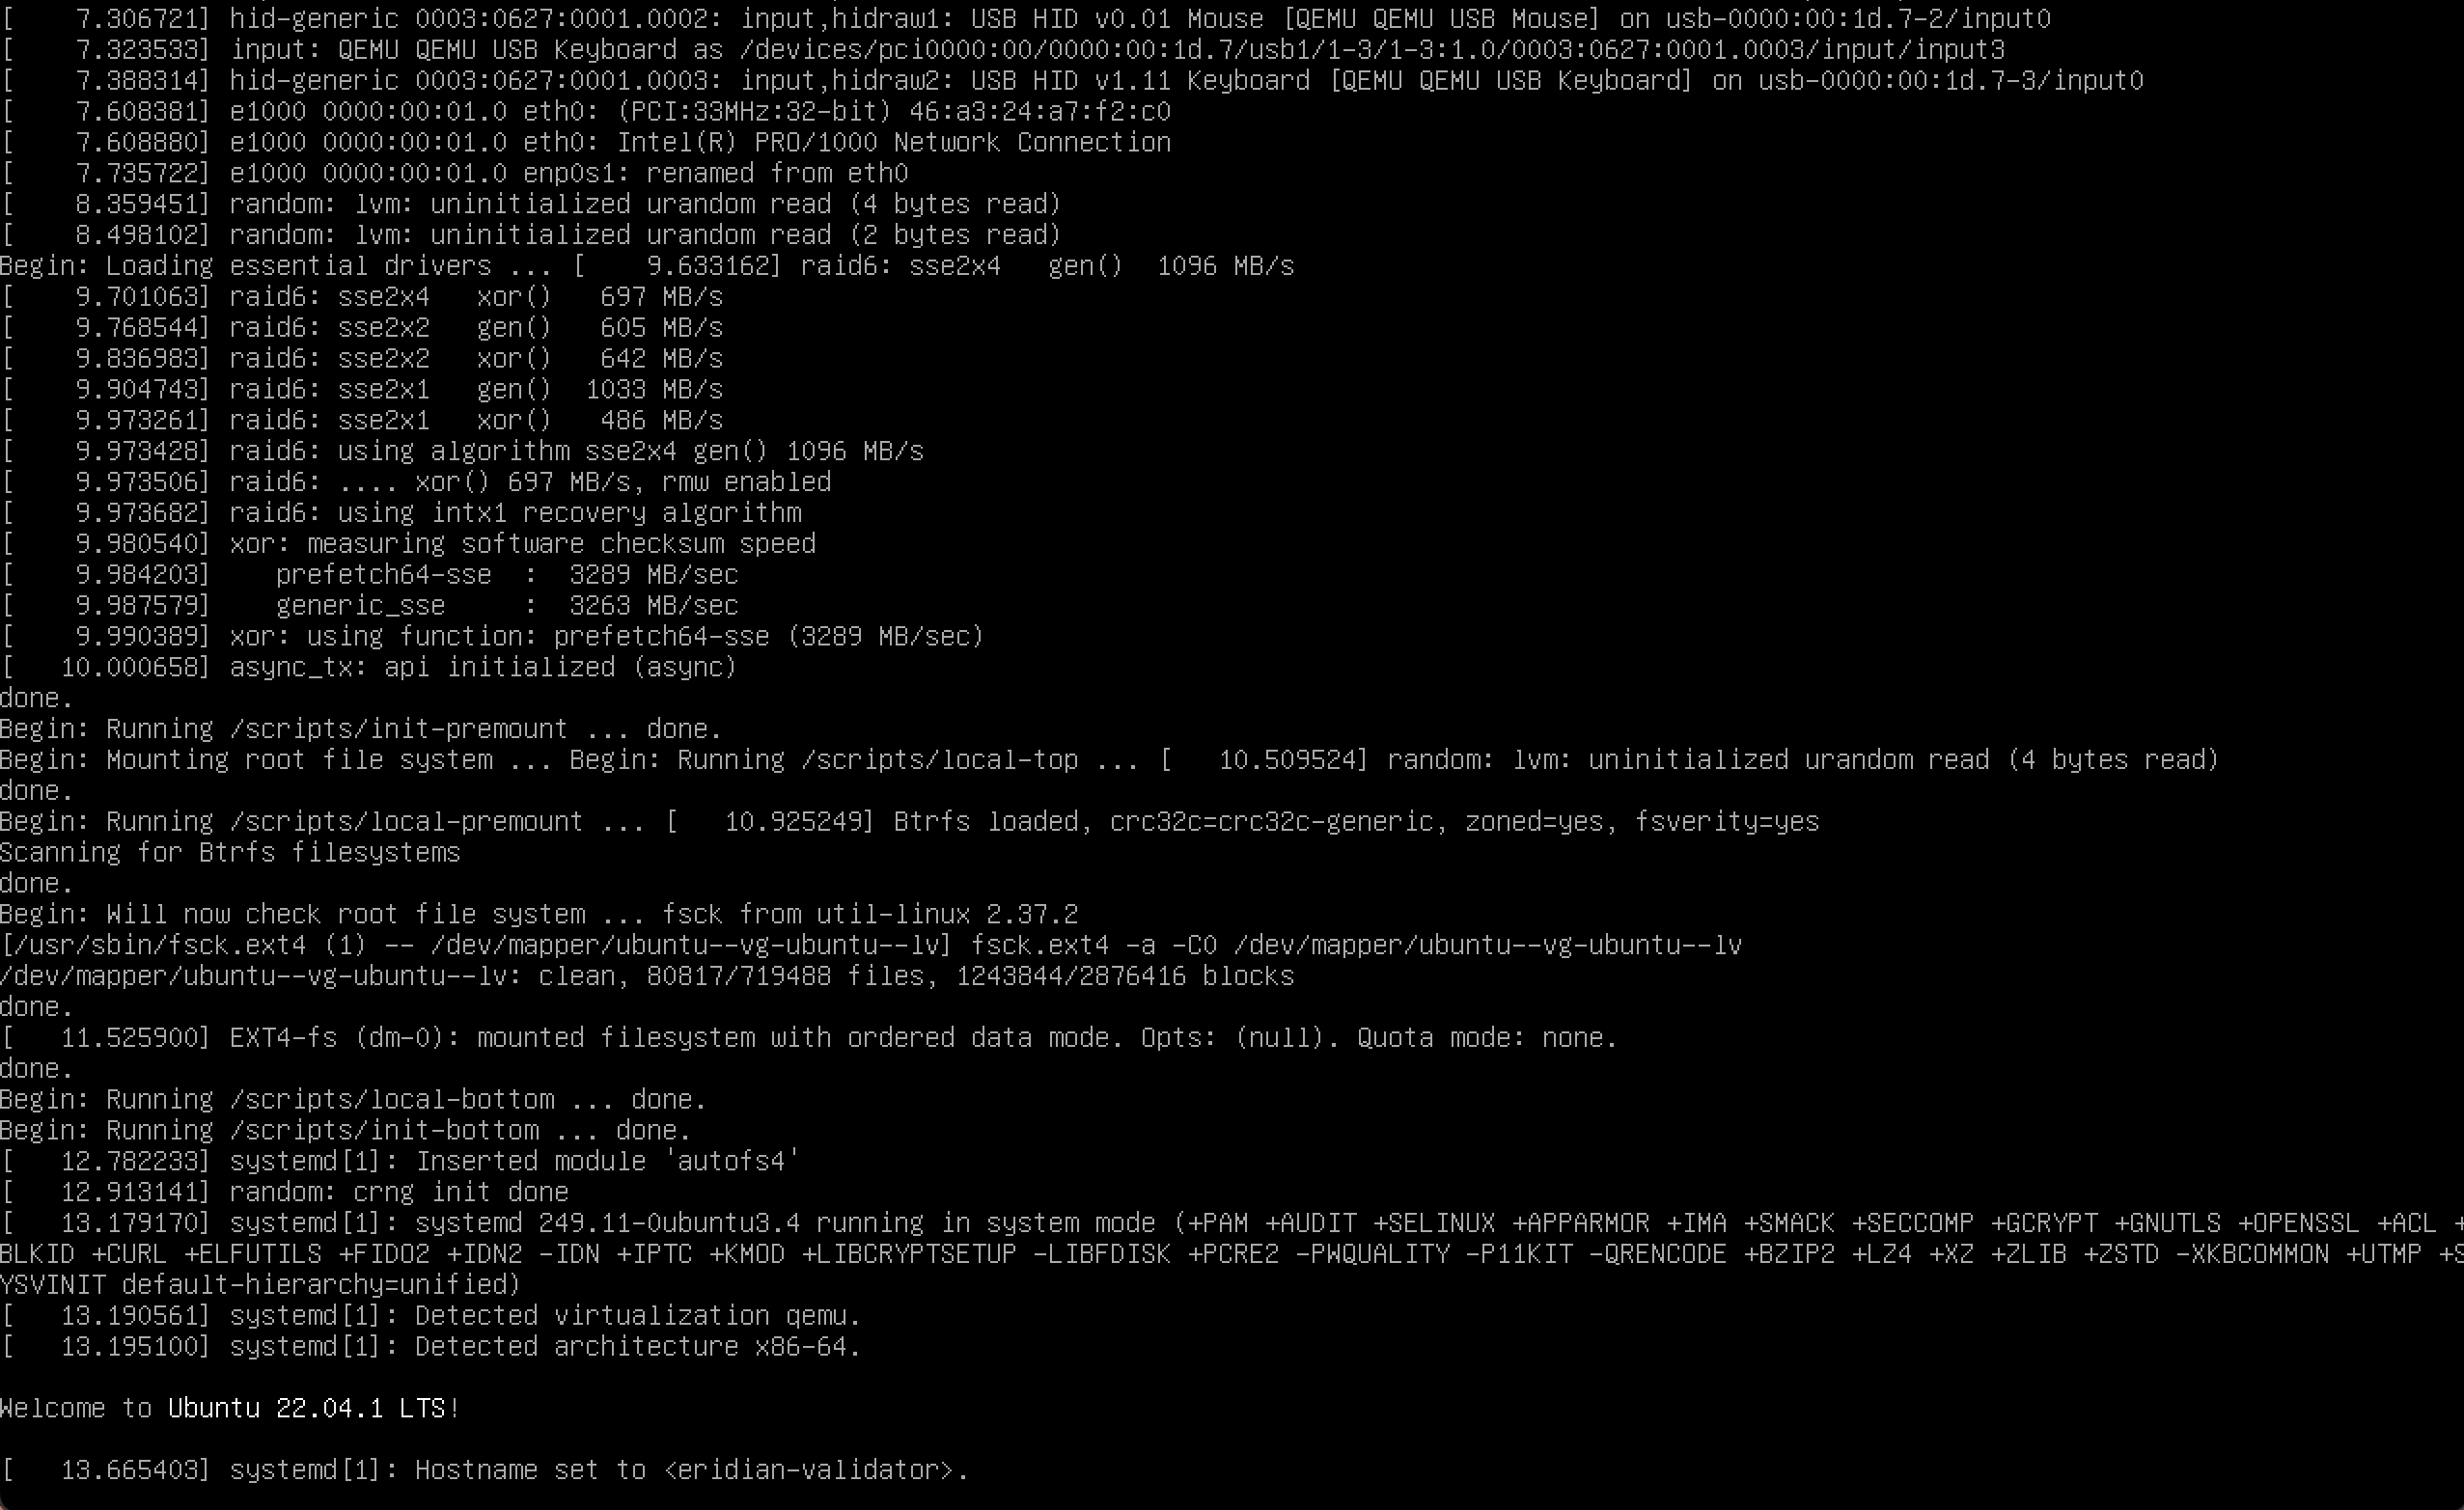 [    7.306721] hid-generic 0003:0627:0001.0002: input,hidraw1: USB HID v0.01 Mouse [QEMU QEMU USB Mouse] on usb-0000:00:1d.7-2/input0
[    7.323533] input: QEMU QEMU USB Keyboard as /devices/pci0000:00/0000:00:1d.7/usb1/1-3/1-3:1.0/0003:0627:0001.0003/input/input3
[    7.388314] hid-generic 0003:0627:0001.0003: input,hidraw2: USB HID v1.11 Keyboard [QEMU QEMU USB Keyboard] on usb-0000:00:1d.7-3/input0
[    7.608381] e1000 0000:00:01.0 eth0: (PCI:33MHz:32-bit) 46:a3:24:a7:f2:c0
[    7.608880] e1000 0000:00:01.0 eth0: Intel(R) PRO/1000 Network Connection
[    7.735722] e1000 0000:00:01.0 enp0s1: renamed from eth0
[    8.359451] random: lvm: uninitialized urandom read (4 bytes read)
[    8.498102] random: lvm: uninitialized urandom read (2 bytes read)
Begin: Loading essential drivers ... [    9.633162] raid6: sse2x4   gen()  1096 MB/s
[    9.701063] raid6: sse2x4   xor()   697 MB/s
[    9.768544] raid6: sse2x2   gen()   605 MB/s
[    9.836983] raid6: sse2x2   xor()   642 MB/s
[    9.904743] raid6: sse2x1   gen()  1033 MB/s
[    9.973261] raid6: sse2x1   xor()   486 MB/s
[    9.973428] raid6: using algorithm sse2x4 gen() 1096 MB/s
[    9.973506] raid6: .... xor() 697 MB/s, rmw enabled
[    9.973682] raid6: using intx1 recovery algorithm
[    9.980540] xor: measuring software checksum speed
[    9.984203]    prefetch64-sse  :  3289 MB/sec
[    9.987579]    generic_sse     :  3263 MB/sec
[    9.990389] xor: using function: prefetch64-sse (3289 MB/sec)
[   10.000658] async_tx: api initialized (async)
done.
Begin: Running /scripts/init-premount ... done.
Begin: Mounting root file system ... Begin: Running /scripts/local-top ... [   10.509524] random: lvm: uninitialized urandom read (4 bytes read)
done.
Begin: Running /scripts/local-premount ... [   10.925249] Btrfs loaded, crc32c=crc32c-generic, zoned=yes, fsverity=yes
Scanning for Btrfs filesystems
done.
Begin: Will now check root file system ... fsck from util-linux 2.37.2
[/usr/sbin/fsck.ext4 (1) -- /dev/mapper/ubuntu--vg-ubuntu--lv] fsck.ext4 -a -C0 /dev/mapper/ubuntu--vg-ubuntu--lv
/dev/mapper/ubuntu--vg-ubuntu--lv: clean, 80817/719488 files, 1243844/2876416 blocks
done.
[   11.525900] EXT4-fs (dm-0): mounted filesystem with ordered data mode. Opts: (null). Quota mode: none.
done.
Begin: Running /scripts/local-bottom ... done.
Begin: Running /scripts/init-bottom ... done.
[   12.782233] systemd[1]: Inserted module 'autofs4'
[   12.913141] random: crng init done
[   13.179170] systemd[1]: systemd 249.11-0ubuntu3.4 running in system mode (+PAM +AUDIT +SELINUX +APPARMOR +IMA +SMACK +SECCOMP +GCRYPT +GNUTLS +OPENSSL +ACL +
BLKID +CURL +ELFUTILS +FIDO2 +IDN2 -IDN +IPTC +KMOD +LIBCRYPTSETUP -LIBFDISK +PCRE2 -PWQUALITY -P11KIT -QRENCODE +BZIP2 +LZ4 +XZ +ZLIB +ZSTD -XKBCOMMON +UTMP +S
YSVINIT default-hierarchy=unified)
[   13.190561] systemd[1]: Detected virtualization qemu.
[   13.195100] systemd[1]: Detected architecture x86-64.
Welcome to Ubuntu 22.04.1 LTS!
[   13.665403] systemd[1]: Hostname set to <eridian-validator>.